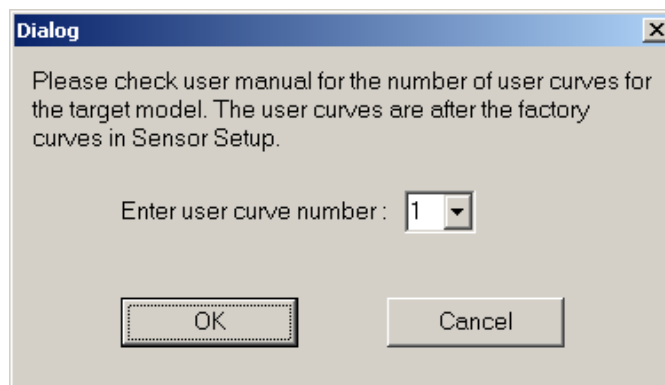 Dialog
Please check user manual for the number of user curves for
the target model. The user curves are after the factory
curves in Sensor Setup.
Enter user curve number : 1
OK Cancel